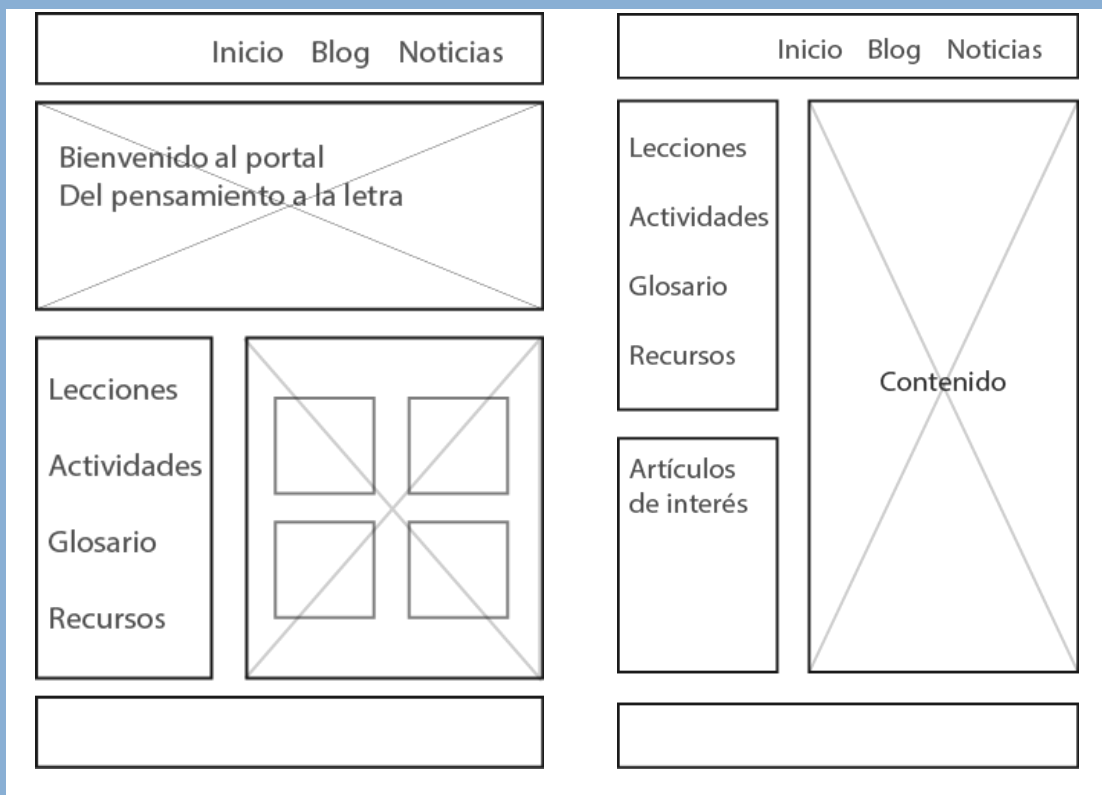 Inicio Blog Noticias
Bienvenido al portal
Del pensamiento a la letra
Lecciones
Actividades
Glosario
Recursos
Inicio Blog Noticias
Lecciones
Actividades
Glosario
Recursos
Artículos
de interés
Contenido